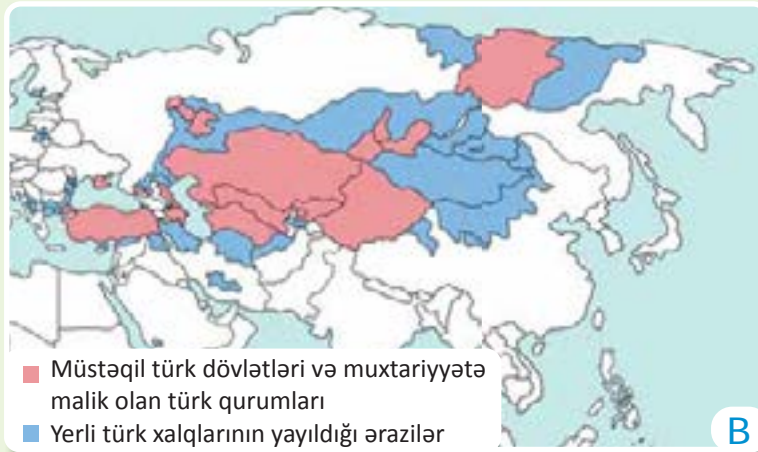 Müstəqil türk dövlətləri və muxtariyyətə
malik olan türk qurumları
Yerli türk xalqlarının yayıldığı ərazilər
B